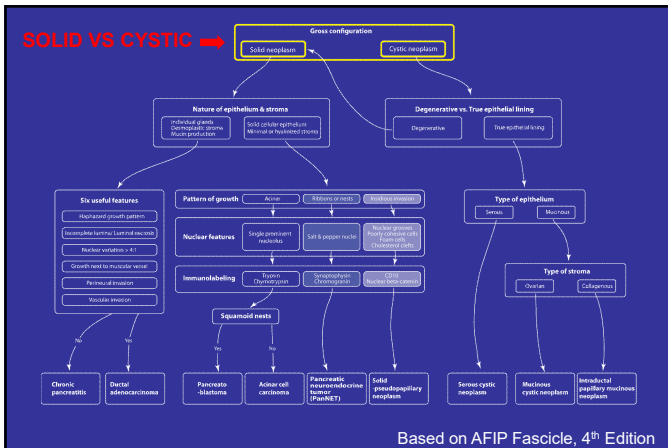 SOLID VS CYSTIC
Gross configuration
Solid neoplasm
Cystic neoplasm
Nature of epithelium & stroma
Individual glands
Desmoplastic stroma
Mucin production
Solid cellular epithelium
Minimal or hyalinized stroma
Degenerative vs. True epithelial lining
Degenerative
True epithelial lining
Six useful features
Haphazard growth pattern
Incomplete lumina/ Luminal necrosis
Nuclear variation > 4:1
Growth next to muscular vessel
Perineural invasion
Vascular invasion
Pattern of growth
Acinar
Ribbons or nests
Insidious invasion
Nuclear features
Single prominent
nucleolus
Salt & pepper nuclei
Nuclear grooves
Poorly cohesive cells
Foam cells
Cholesterol clefts
Immunolabeling
Trypsin
Chymotrypsin
Synaptophysin
Chromogranin
CD10
Nuclear beta-catenin
Squamoid nests
Type of epithelium
Serous
Mucinous
Type of stroma
Ovarian
Collagenous
No
Yes
Yes
No
Chronic
pancreatitis
Ductal
adenocarcinoma
Pancreato
-blastoma
Acinar cell
carcinoma
Pancreatic
neuroendocrine
tumor
(PanNET)
Solid
-pseudopapillary
neoplasm
Serous cystic
neoplasm
Mucinous
cystic neoplasm
Intraductal
papillary mucinous
neoplasm
Based on AFIP Fascicle, 4th Edition